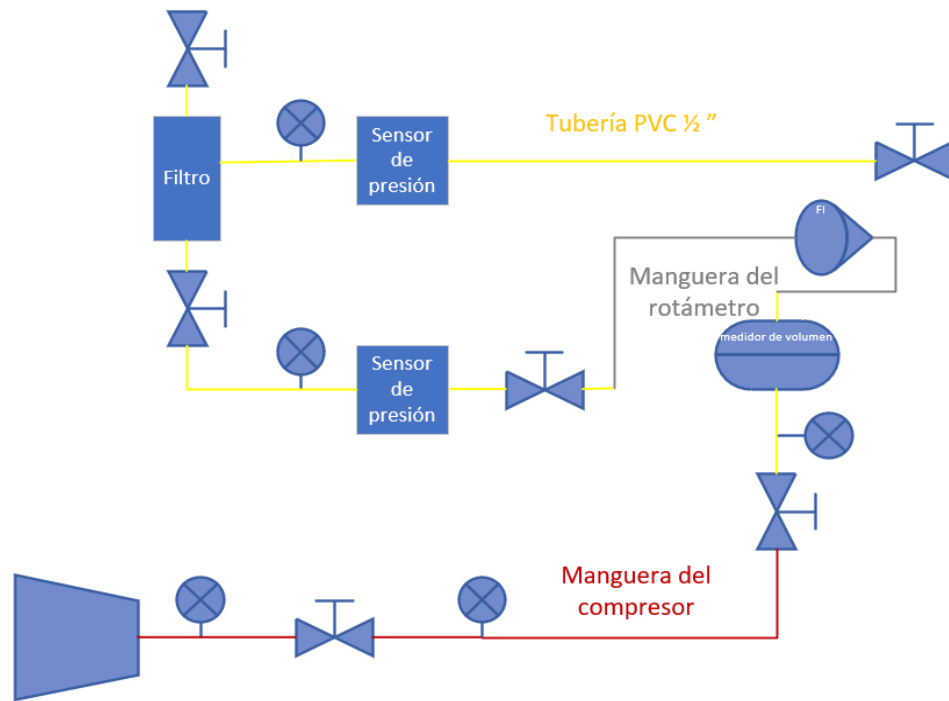 Tubería PVC ½ ”
Sensor
de
presión
Filtro
FI
Manguera del
rotámetro
medidor de volumen
Sensor
de
presión
Manguera del
compresor